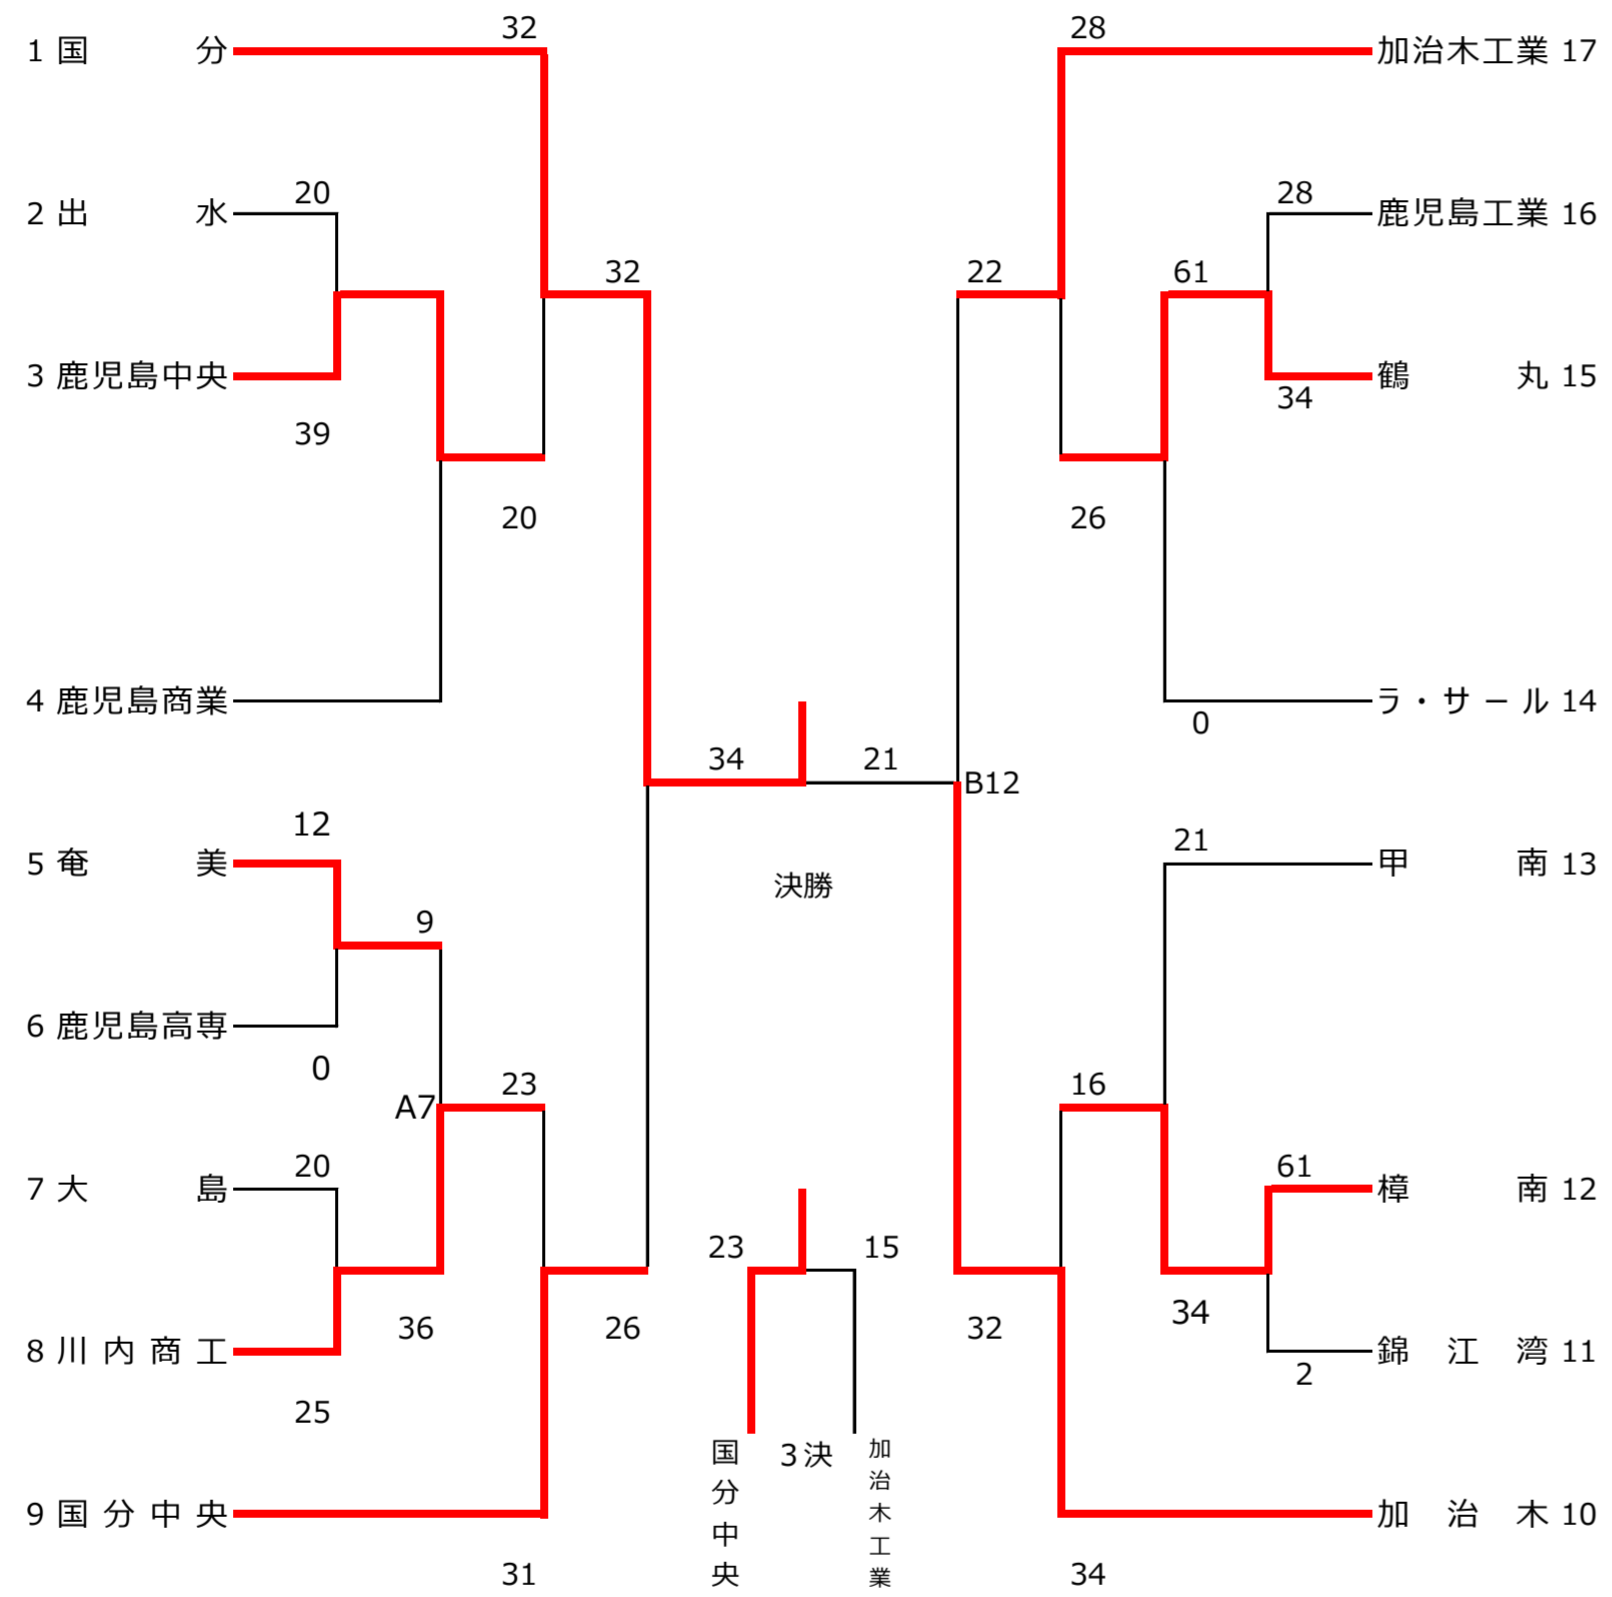 32
28
1 国 分
加治木工業 17
20
28
2 出 水
鹿児島工業 16
32
22
61
3 鹿児島中央
鶴 丸 15
34
39
20
26
4 鹿児島商業
ラ・サール 14
0
34
21
B12
12
21
5 奄 美
甲 南 13
決勝
9
6 鹿児島高専
0
23
16
A7
20
61
7 大 島
樟 南 12
23
15
36
26
32
34
8 川内商工
錦江湾 11
2
25
国分中央
3決
加治木工業
9 国分中央
加治木 10
31
34